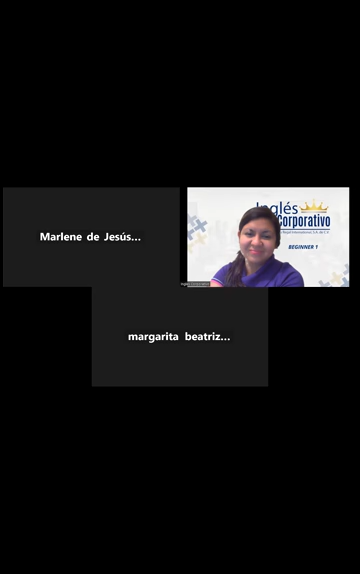 Marlene de Jesús...
Inglés
Corporativo
BEGINNER 1
margarita beatriz...